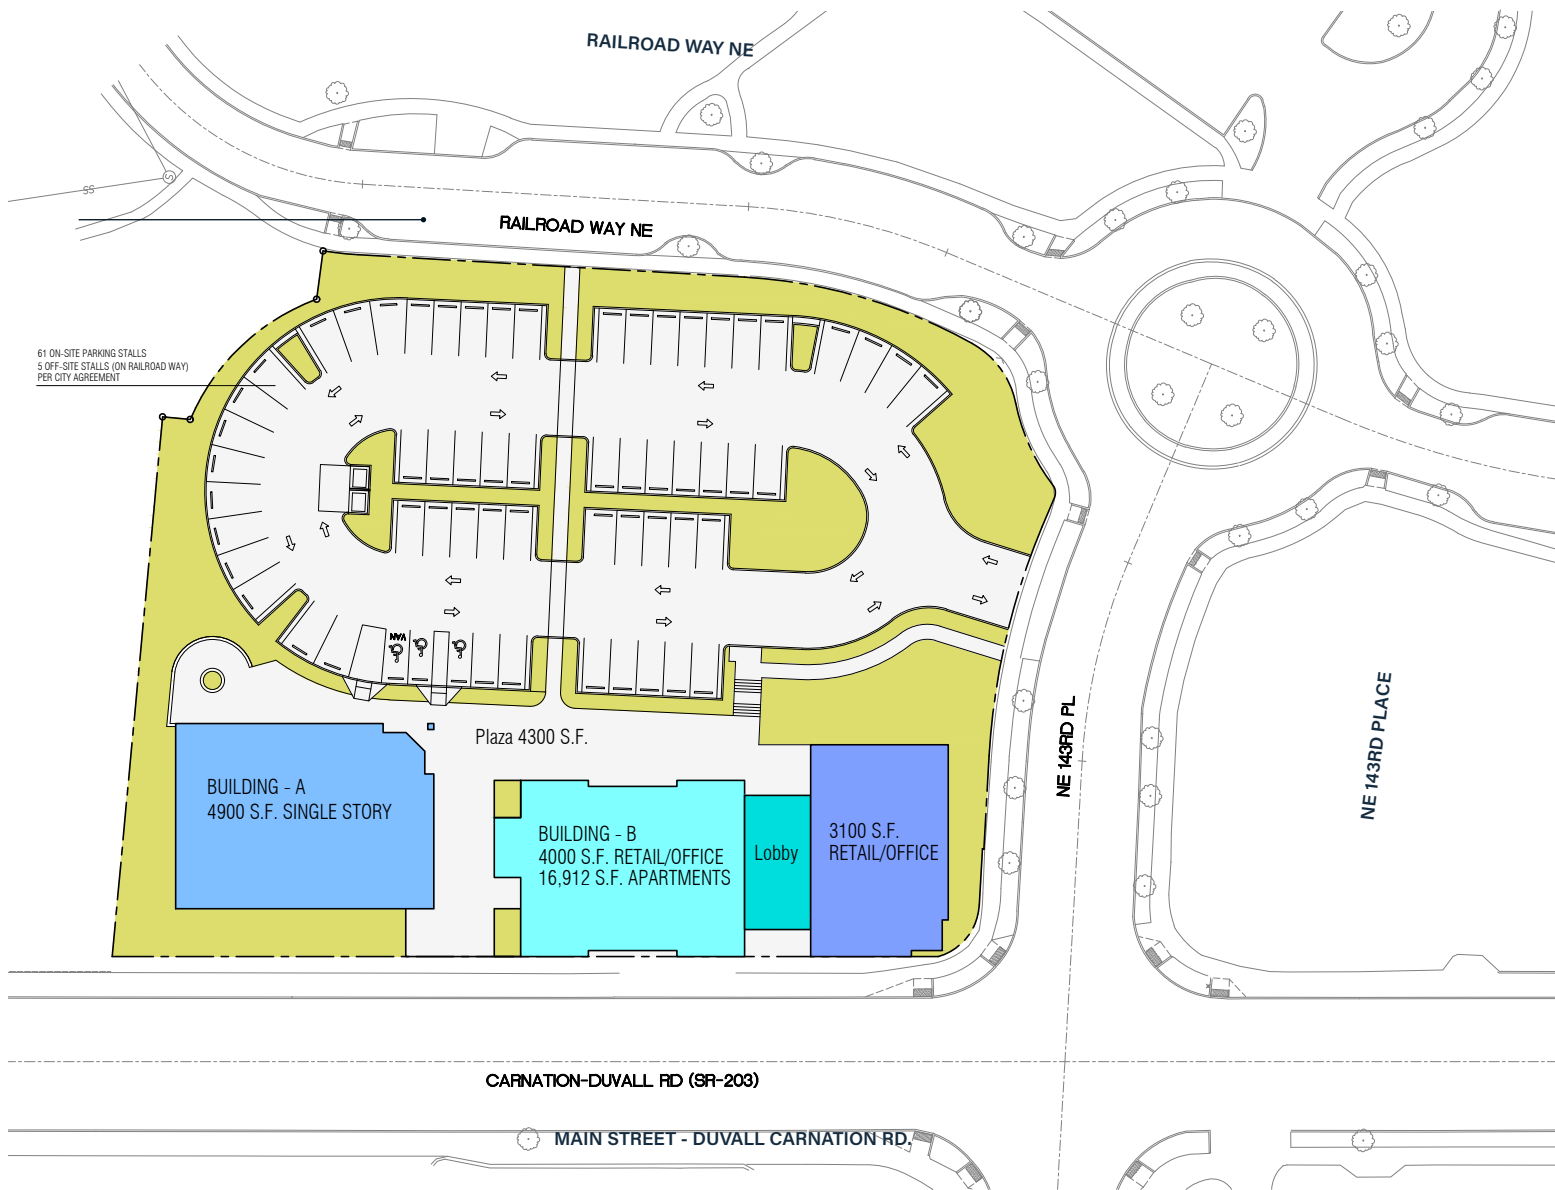 RAILROAD WAY NE
SS
S
RAILROAD WAY NE
61 ON-SITE PARKING STALLS
5 OFF-SITE STALLS (ON RAILROAD WAY)
PER CITY AGREEMENT
VAN
NE 143RD PL
NE 143RD PLACE
Plaza 4300 S.F.
BUILDING - A
4900 S.F. SINGLE STORY
BUILDING - B
4000 S.F. RETAIL/OFFICE
16,912 S.F. APARTMENTS
Lobby
3100 S.F.
RETAIL/OFFICE
CARNATION-DUVALL RD (SR-203)
MAIN STREET - DUVALL CARNATION RD.